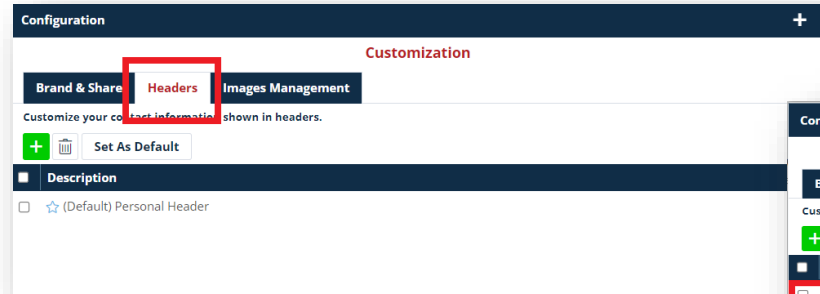 Configuration
Customization
Brand & Share Headers Images Management
Customize your contact information shown in headers.
Set As Default
Description
(Default) Personal Header